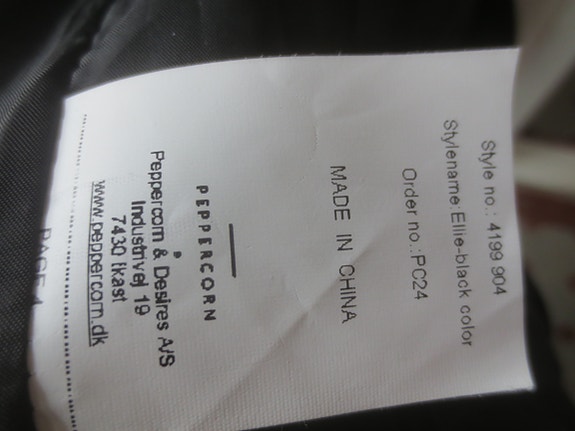 Style no.: 4199 904
Stylename:Ellie-black color
Order no.:PC24
MADE IN CHINA
PEPPERCORN
Peppercorn & Desires A/S
Industrivej 19
7430 Ikast
www.peppercorn.dk